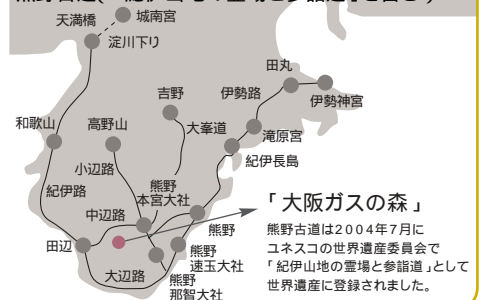 天満橋
城南宮
淀川下り
田丸
吉野
伊勢路
伊勢神宮
和歌山
高野山
大峯道
滝原宮
紀伊長島
小辺路
紀伊路
熊野
本宮大社
中辺路
「大阪ガスの森」
熊野
熊野古道は2004年7月に
ユネスコの世界遺産委員会で
「紀伊山地の霊場と参詣道」として
世界遺産に登録されました。
田辺
熊野
速玉大社
大辺路
熊野
那智大社